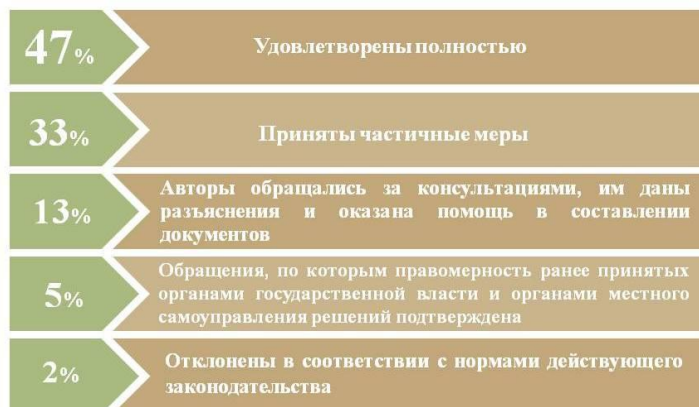 47%
Удовлетворены полностью
33%
Приняты частичные меры
13%
Авторы обращались за консультациями, им даны
разъяснения и оказана помощь в составлении
документов
5%
Обращения, по которым правомерность ранее принятых
органами государственной власти и органами местного
самоуправления решений подтверждена
2%
Отклонены в соответствии с нормами действующего
законодательства